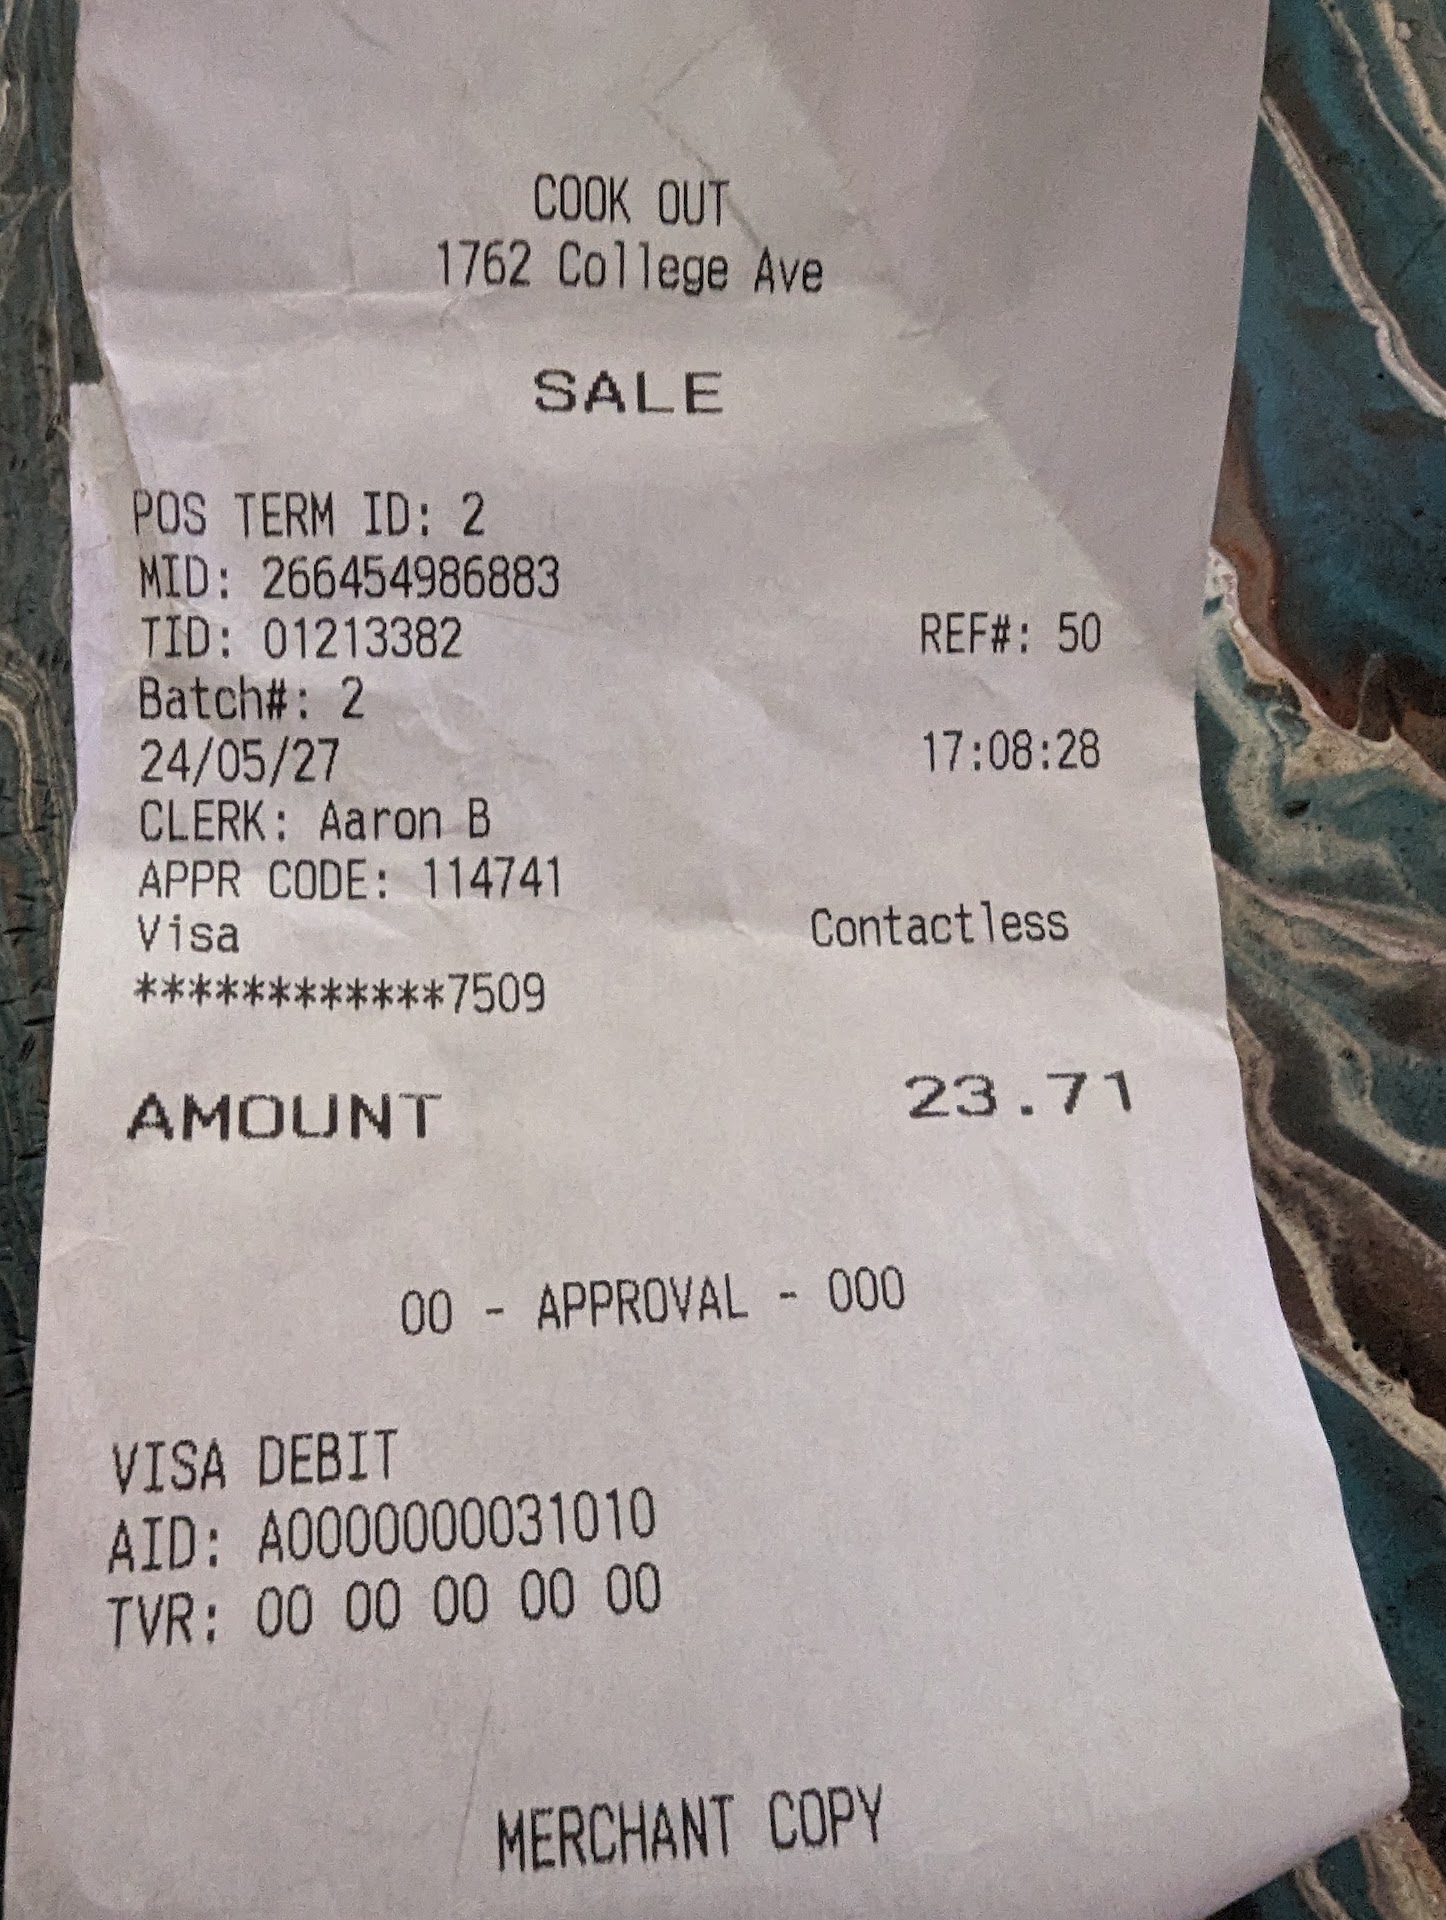 COOK OUT
1762 College Ave
SALE
POS TERM ID: 2
MID: 266454986883
TID: 01213382 REF#: 50
Batch#: 2
24/05/27 17:08:28
CLERK: Aaron B
APPR CODE: 114741
Visa Contactless
************7509
AMOUNT 23.71
00 - APPROVAL - 000
VISA DEBIT
AID: A0000000031010
TVR: 00 00 00 00 00
MERCHANT COPY